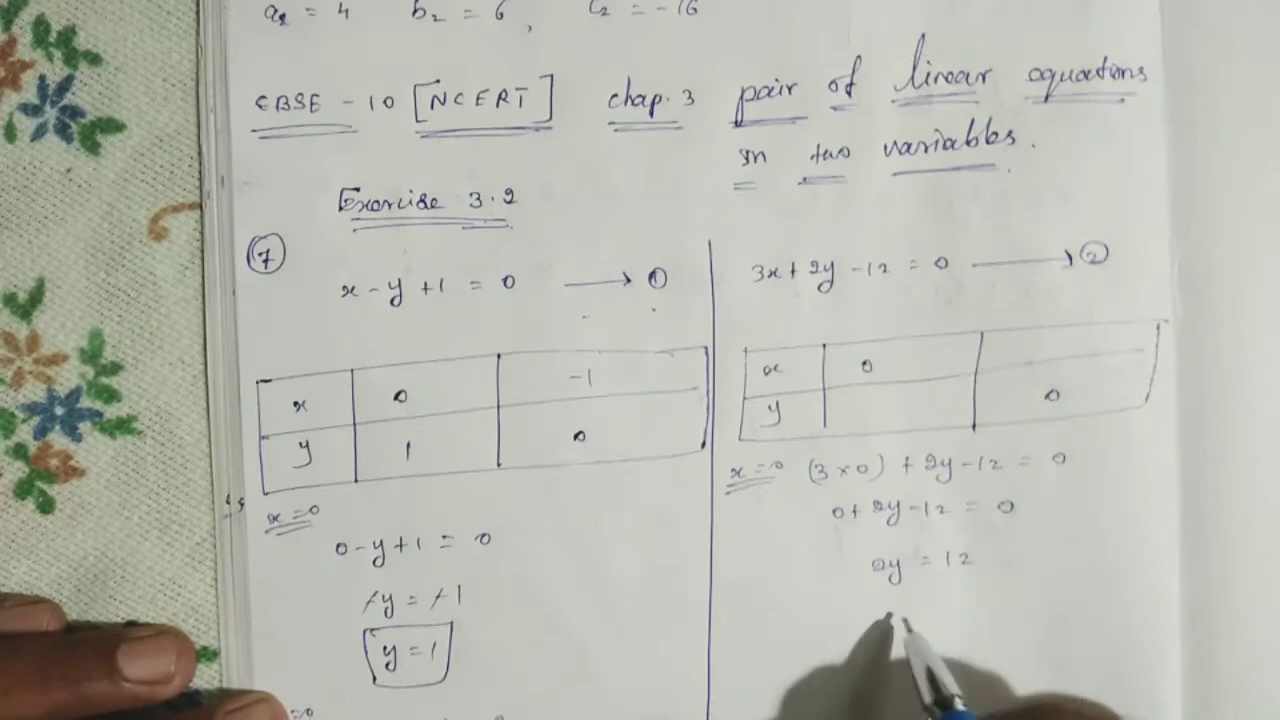 a2 = 4 b2 = 6, c2 = -16
CBSE - 10 [NCERT] chap. 3 pair of linear equations
in two variables.
Exercise 3.2
7
x - y + 1 = 0 → 1
x 0 -1
y 1 0
x = 0
0 - y + 1 = 0
-y = -1
y = 1
3x + 2y - 12 = 0 → 2
x 0
y 0
x = 0 (3 × 0) + 2y - 12 = 0
0 + 2y - 12 = 0
2y = 12